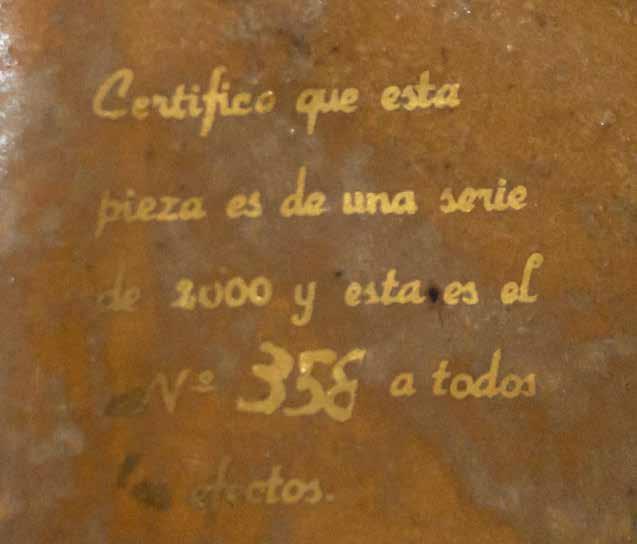 Certifico que esta
pieza es de una serie
de 2000 y esta es el
Nº 358 a todos
los efectos.